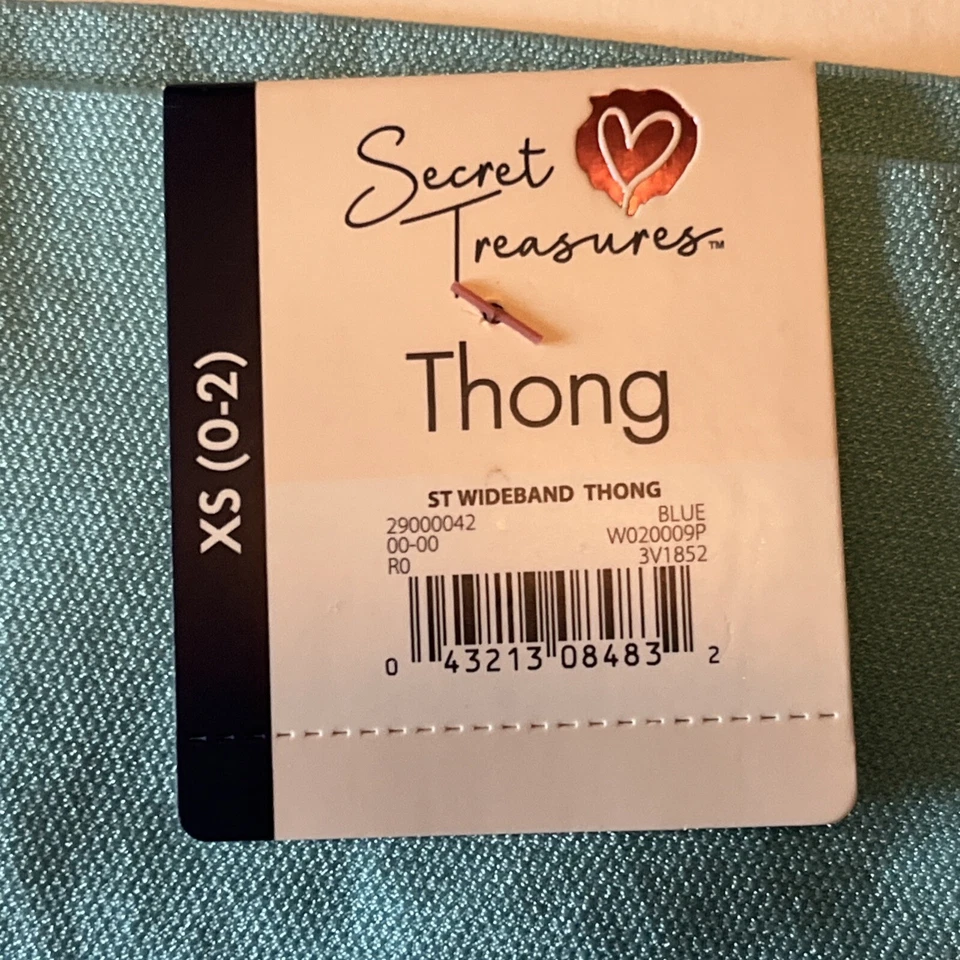 Secret
Treasures™
Thong
XS (0-2)
ST WIDEBAND THONG
29000042 BLUE
00-00 W020009P
R0 3V1852
0 43213 08483 2